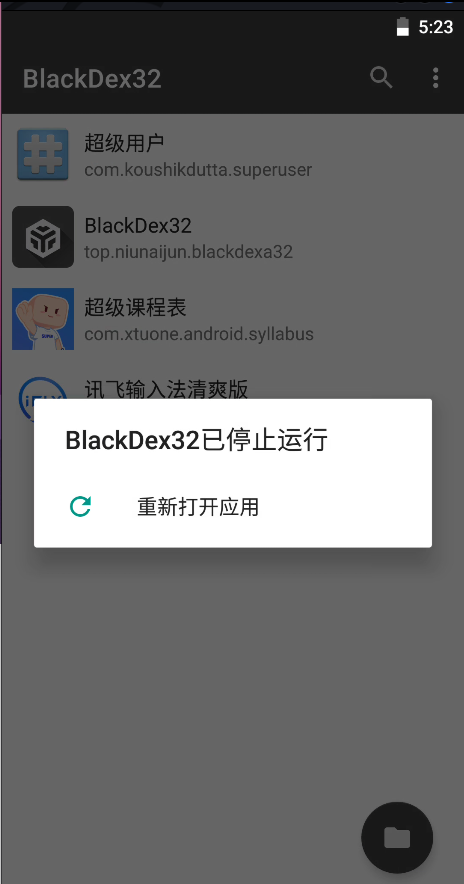 5:23
BlackDex32
超级用户
com.koushikdutta.superuser
BlackDex32
top.niunaijun.blackdexa32
超级课程表
com.xtuone.android.syllabus
讯飞输入法清爽版
BlackDex32已停止运行
重新打开应用